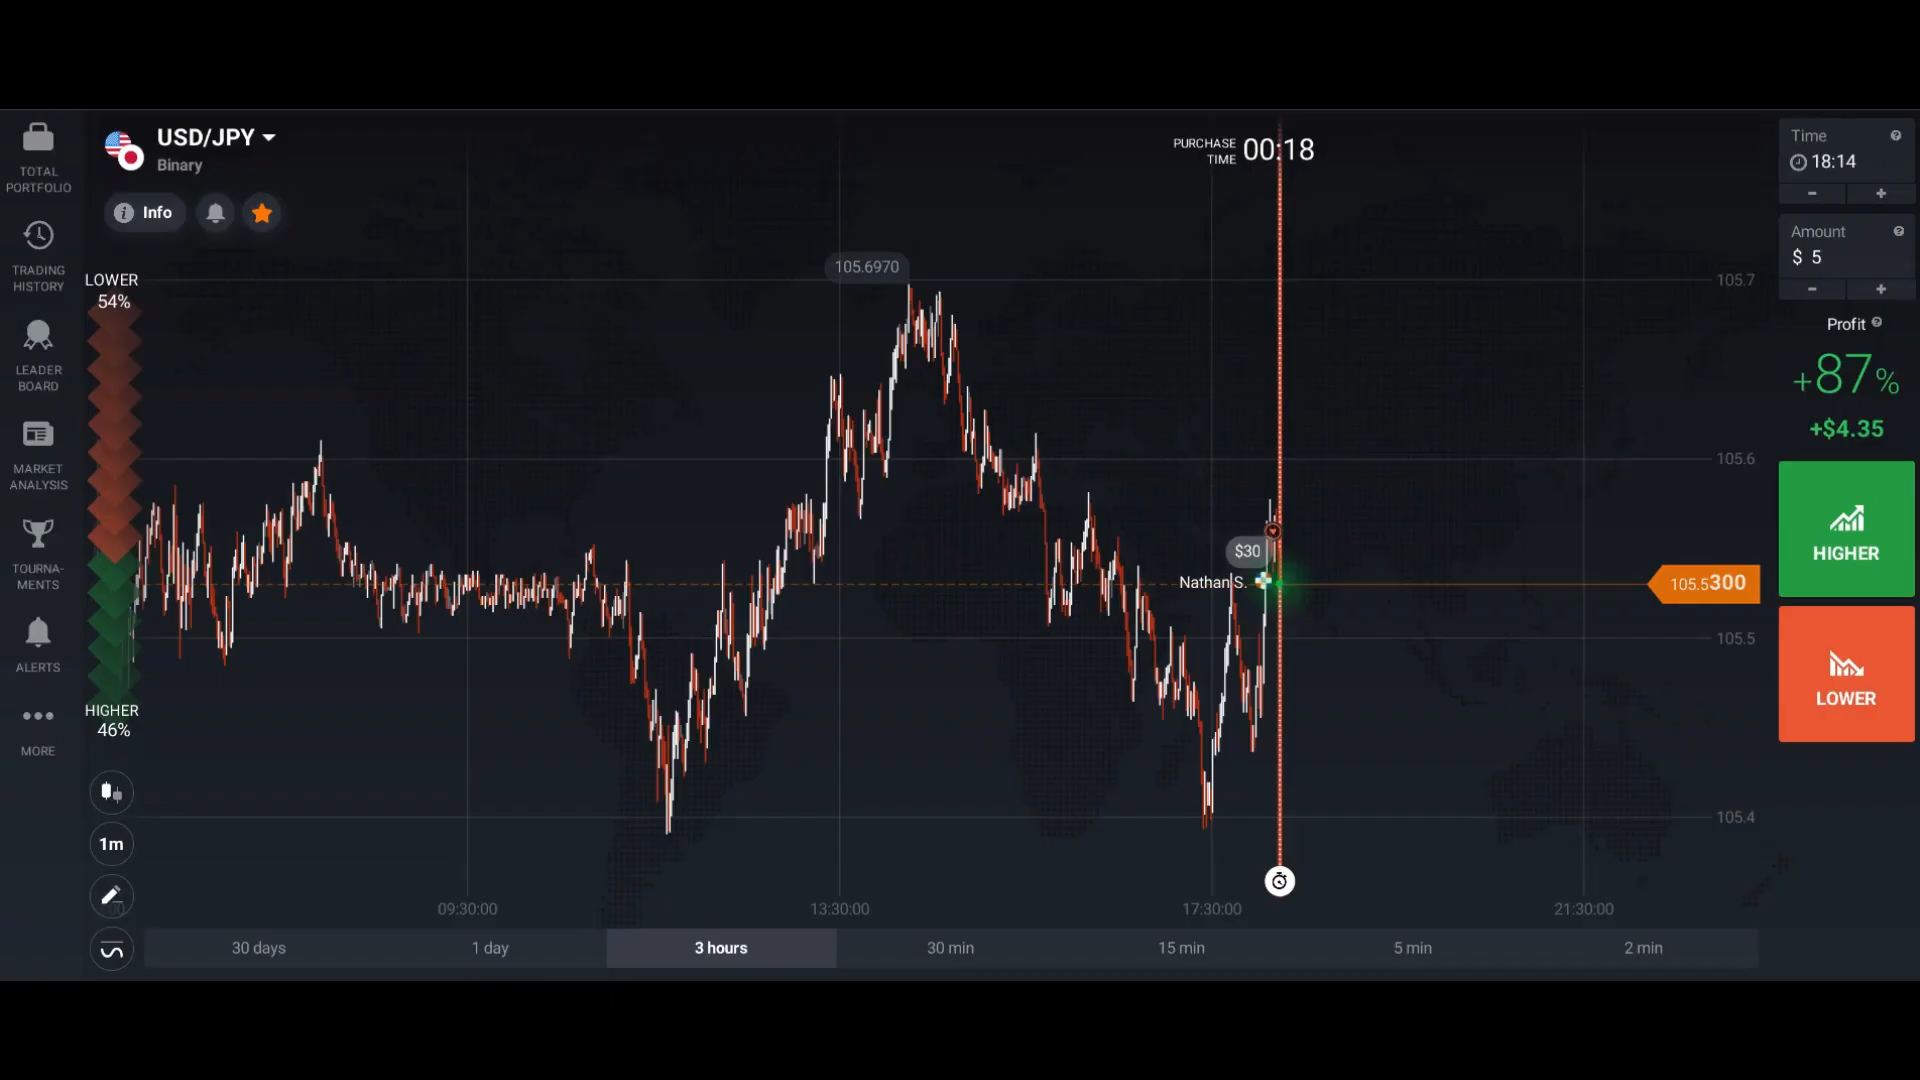 TOTAL
PORTFOLIO
TRADING
HISTORY
LEADER
BOARD
MARKET
ANALYSIS
TOURNA-
MENTS
ALERTS
MORE
USD/JPY
Binary
Info
LOWER
54%
HIGHER
46%
1m
PURCHASE
TIME
00:18
105.6970
$30
Nathan S.
105.7
105.6
105.5300
105.5
105.4
09:30:00
13:30:00
17:30:00
21:30:00
30 days
1 day
3 hours
30 min
15 min
5 min
2 min
Time
18:14
- +
Amount
$ 5
- +
Profit
+87%
+$4.35
HIGHER
LOWER